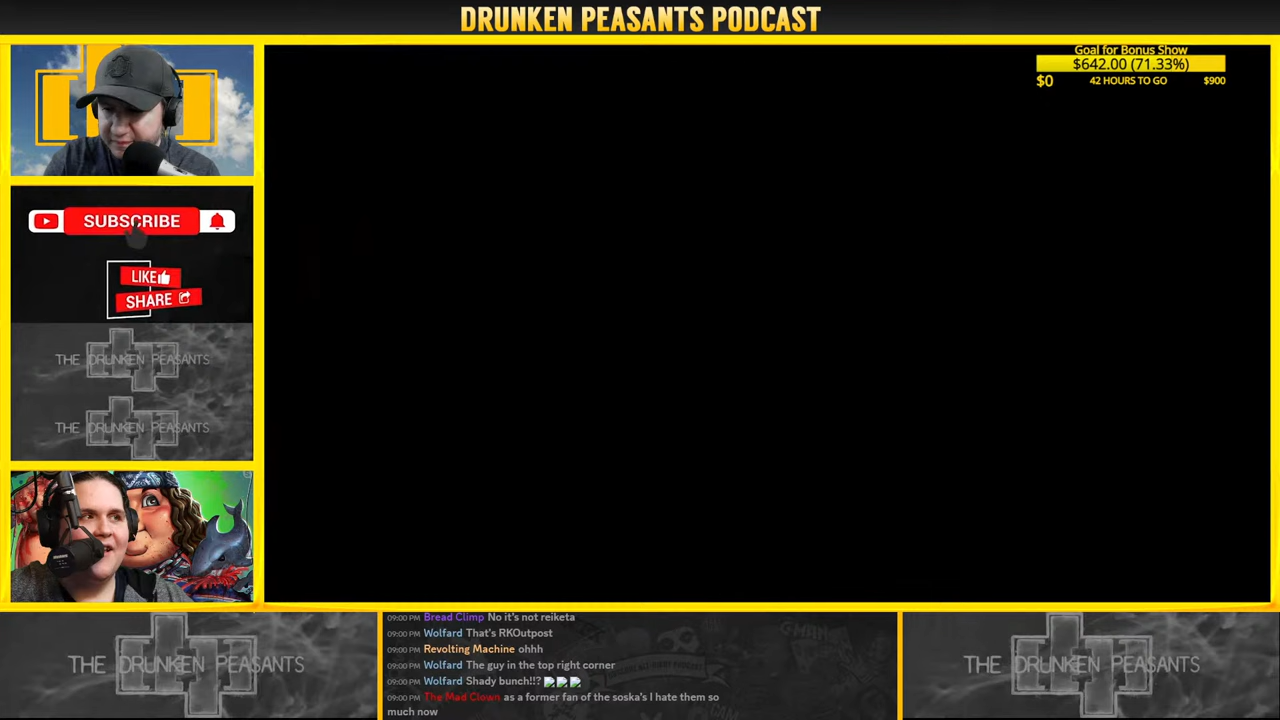 DRUNKEN PEASANTS PODCAST
Goal for Bonus Show
$642.00 (71.33%)
$0 42 HOURS TO GO $900
SUBSCRIBE
LIKE
SHARE
THE DRUNKEN PEASANTS
THE DRUNKEN PEASANTS
09:00 PM Bread Climp No it's not reiketa
09:00 PM Wolfard That's RKOutpost
09:00 PM Revolting Machine ohhh
09:00 PM Wolfard The guy in the top right corner
09:00 PM Wolfard Shady bunch!!?
09:00 PM The Mad Clown as a former fan of the soska's I hate them so
much now
THE DRUNKEN PEASANTS
THE DRUNKEN PEASANTS